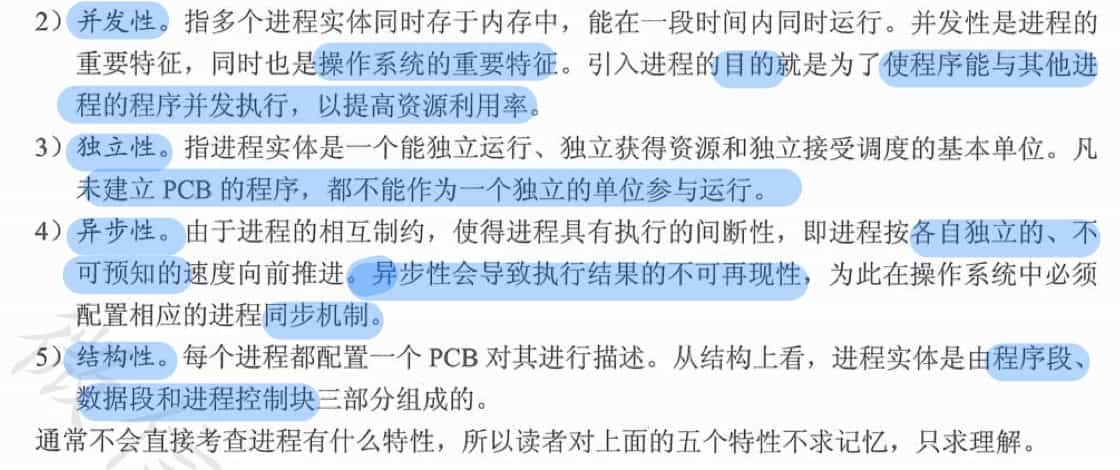 2）并发性。指多个进程实体同时存于内存中，能在一段时间内同时运行。并发性是进程的
重要特征，同时也是操作系统的重要特征。引入进程的目的就是为了使程序能与其他进
程的程序并发执行，以提高资源利用率。
3）独立性。指进程实体是一个能独立运行、独立获得资源和独立接受调度的基本单位。凡
未建立 PCB 的程序，都不能作为一个独立的单位参与运行。
4）异步性。由于进程的相互制约，使得进程具有执行的间断性，即进程按各自独立的、不
可预知的速度向前推进。异步性会导致执行结果的不可再现性，为此在操作系统中必须
配置相应的进程同步机制。
5）结构性。每个进程都配置一个 PCB 对其进行描述。从结构上看，进程实体是由程序段、
数据段和进程控制块三部分组成的。
通常不会直接考查进程有什么特性，所以读者对上面的五个特性不求记忆，只求理解。